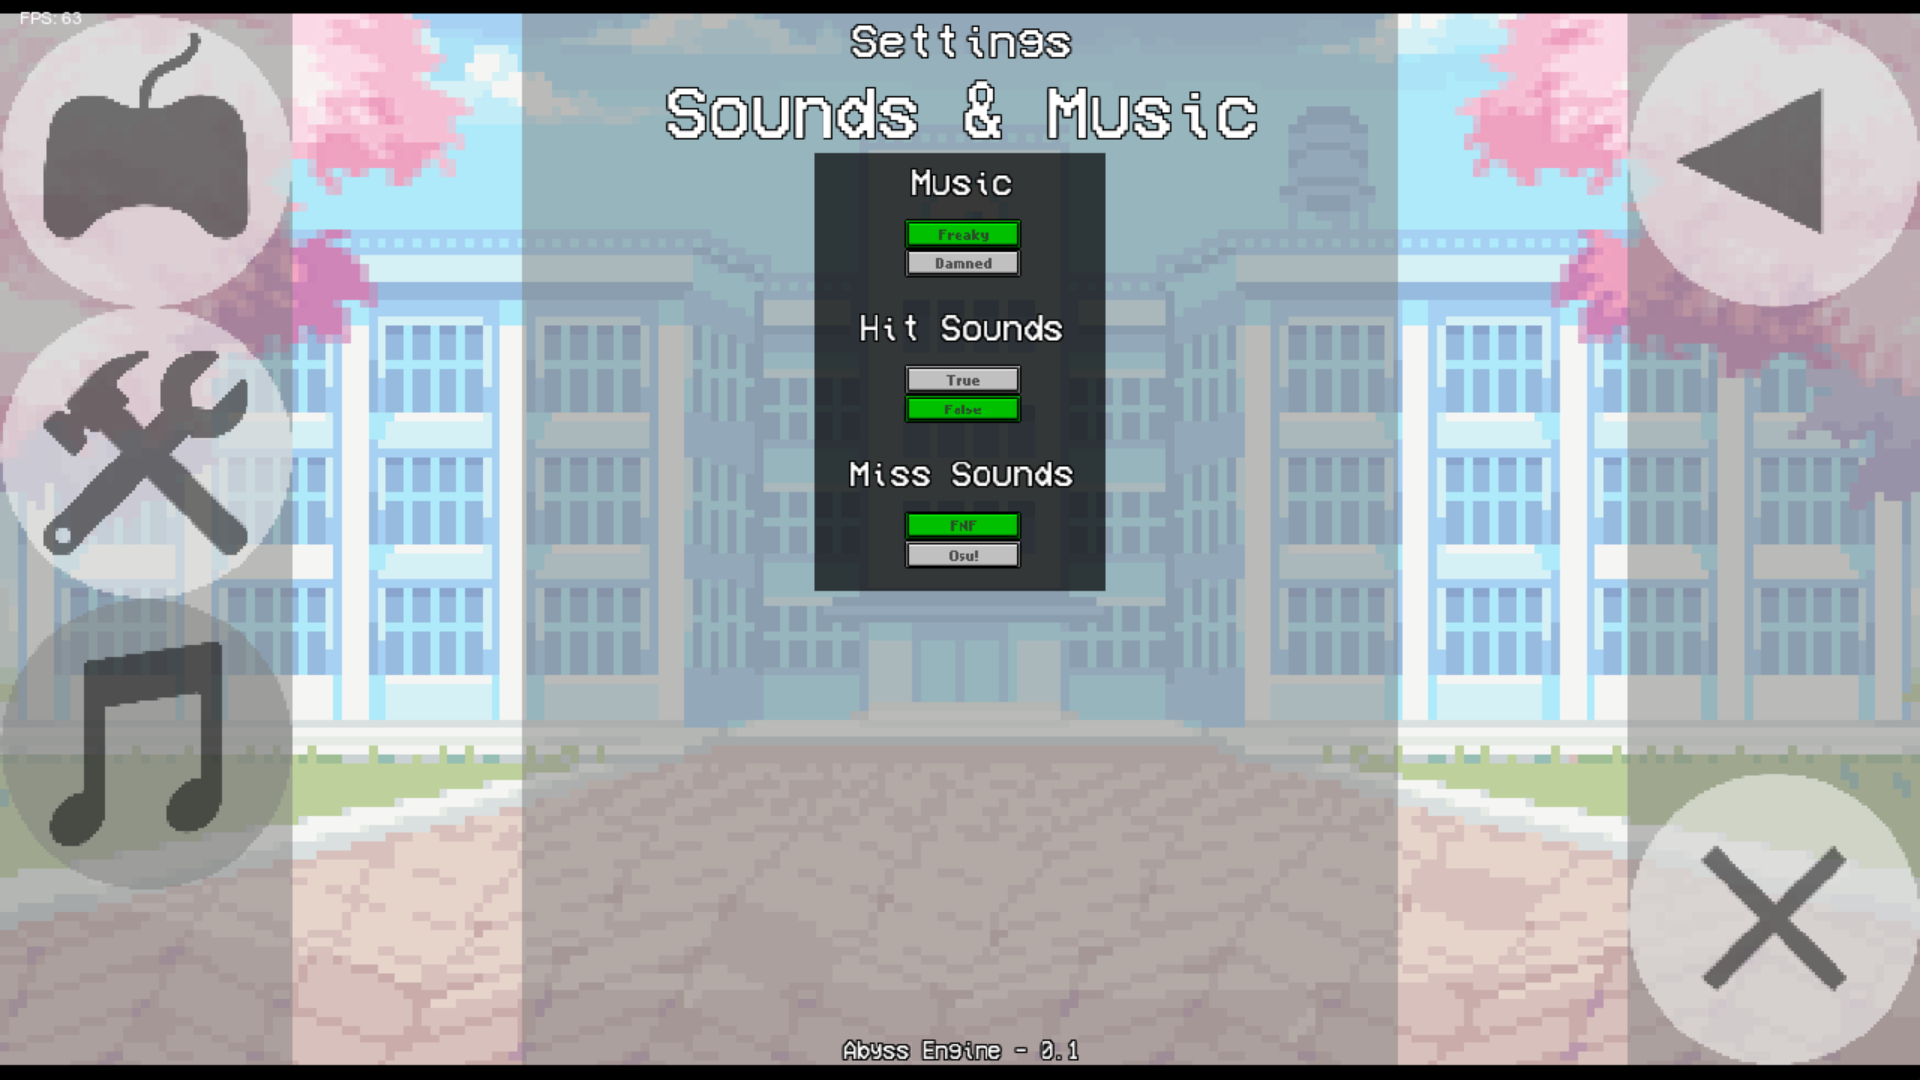 FPS: 63
Settings
Sounds & Music
Music
Freaky
Damned
Hit Sounds
True
False
Miss Sounds
FNF
Osu!
Abyss Engine - 0.1